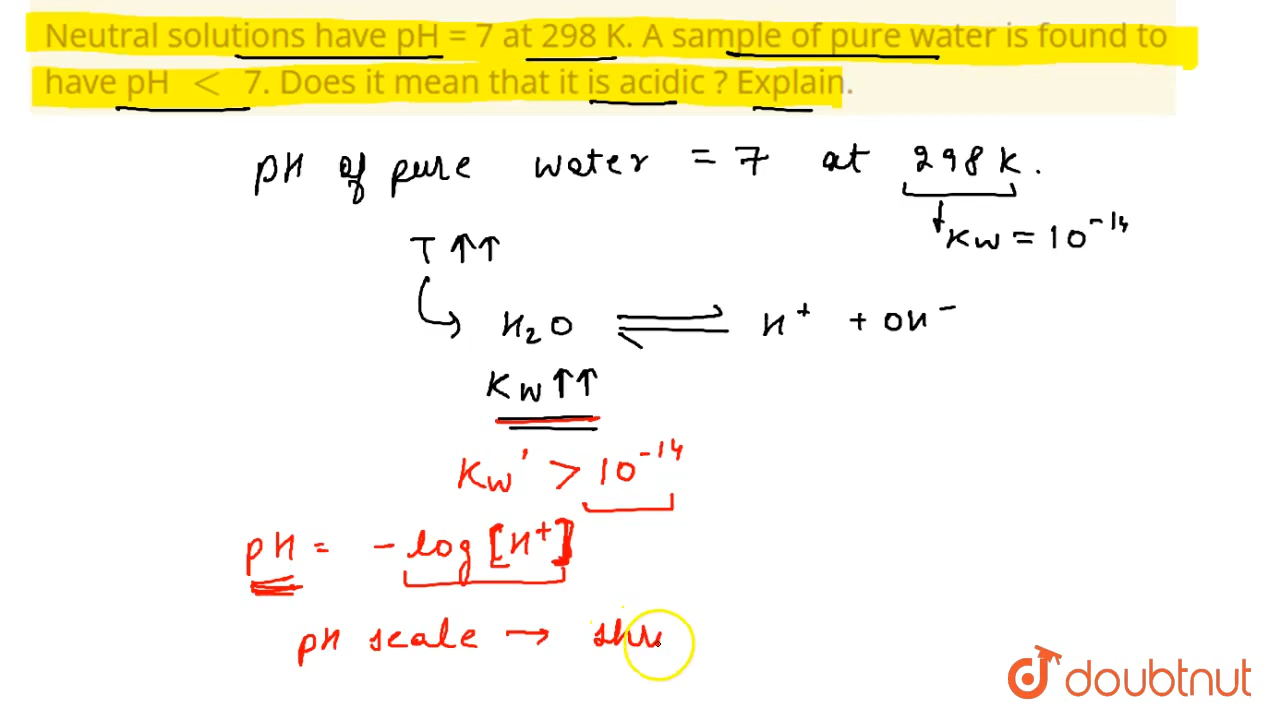 Neutral solutions have pH = 7 at 298 K. A sample of pure water is found to
have pH < 7. Does it mean that it is acidic ? Explain.
pH of pure water = 7 at 298 K.
Kw = 10⁻¹⁴
T ↑↑
H₂O ⇌ H⁺ + OH⁻
Kw ↑↑
Kw' > 10⁻¹⁴
pH = - log [H⁺]
pH scale →
doubtnut